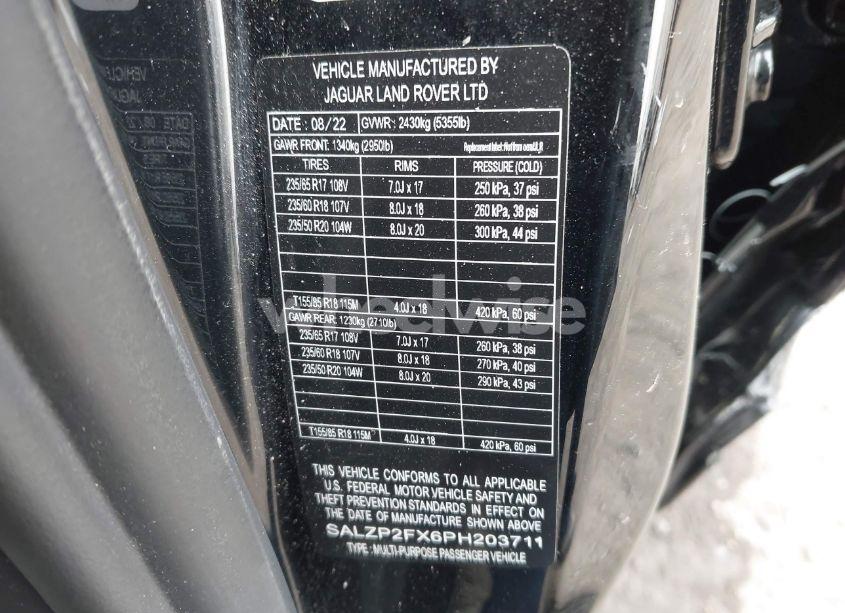 VEHICLE MANUFACTURED BY
JAGUAR LAND ROVER LTD
DATE : 08/22 GVWR : 2430kg (5355lb)
GAWR FRONT: 1340kg (2950lb) Replacement label: Not from oem
TIRES RIMS PRESSURE (COLD)
235/65 R17 108V 7.0J x 17 250 kPa, 37 psi
235/60 R18 107V 8.0J x 18 260 kPa, 38 psi
235/50 R20 104W 8.0J x 20 300 kPa, 44 psi
T155/85 R18 115M 4.0J x 18 420 kPa, 60 psi
GAWR REAR: 1230kg (2710lb)
235/65 R17 108V 7.0J x 17 260 kPa, 38 psi
235/60 R18 107V 8.0J x 18 270 kPa, 40 psi
235/50 R20 104W 8.0J x 20 290 kPa, 43 psi
T155/85 R18 115M 4.0J x 18 420 kPa, 60 psi
THIS VEHICLE CONFORMS TO ALL APPLICABLE
U.S. FEDERAL MOTOR VEHICLE SAFETY AND
THEFT PREVENTION STANDARDS IN EFFECT ON
THE DATE OF MANUFACTURE SHOWN ABOVE
SALZP2FX6PH203711
TYPE : MULTI-PURPOSE PASSENGER VEHICLE